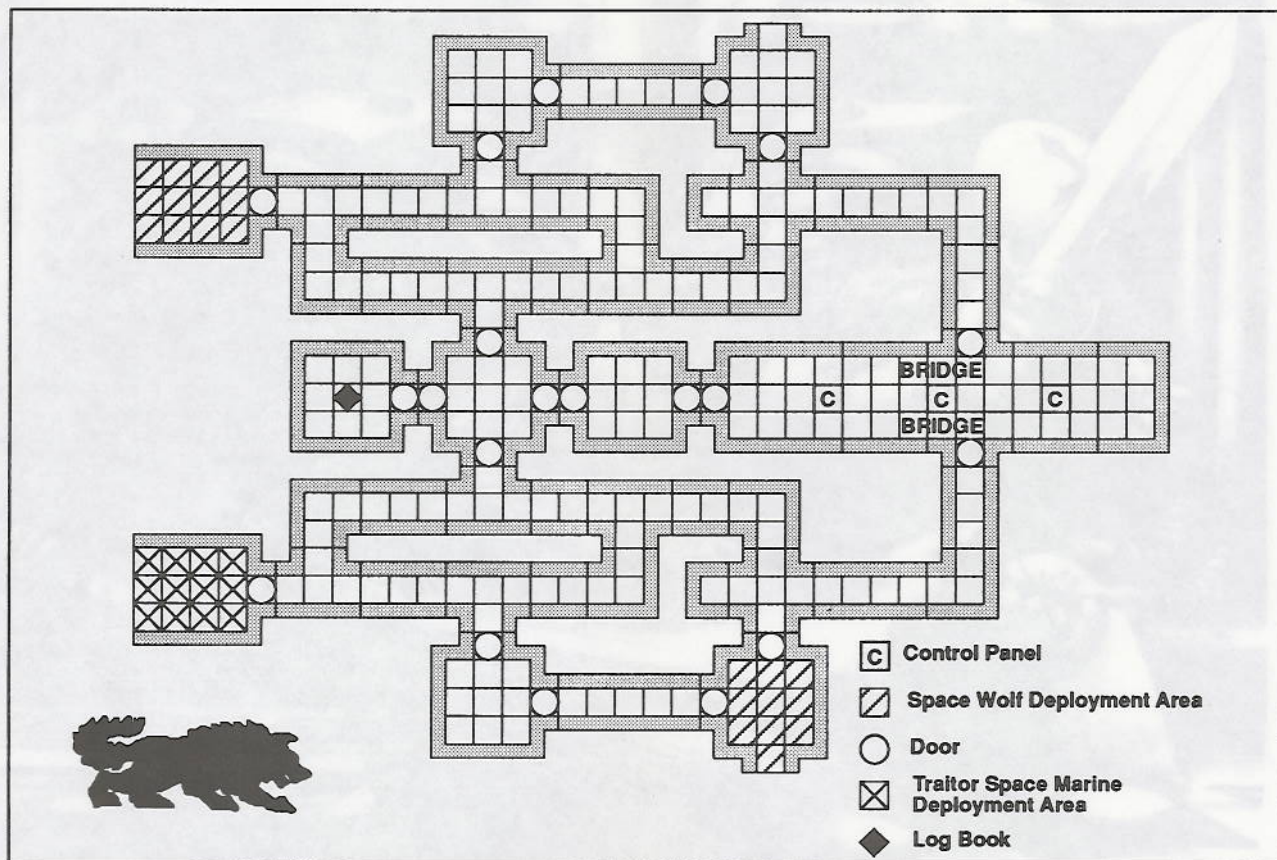 BRIDGE
C
C
C
BRIDGE
C Control Panel
Space Wolf Deployment Area
Door
Traitor Space Marine
Deployment Area
Log Book